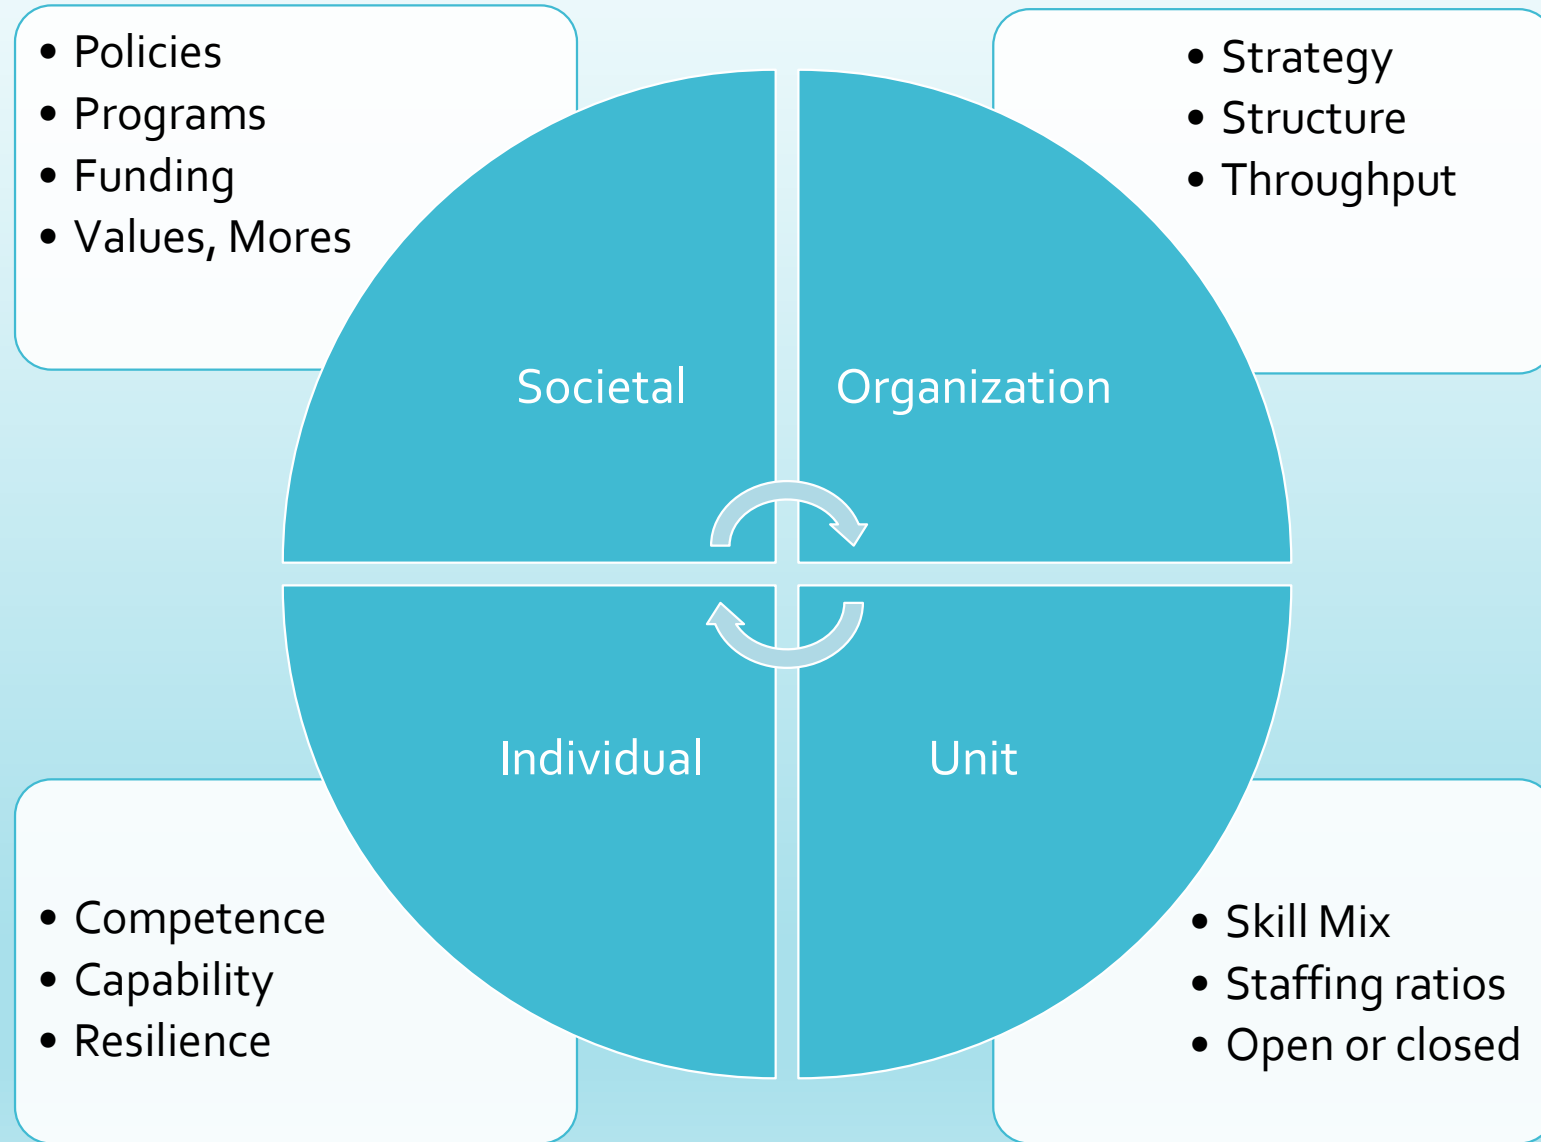 • Policies
• Programs
• Funding
• Values, Mores
• Strategy
• Structure
• Throughput
Societal
Organization
Individual
Unit
• Competence
• Capability
• Resilience
• Skill Mix
• Staffing ratios
• Open or closed